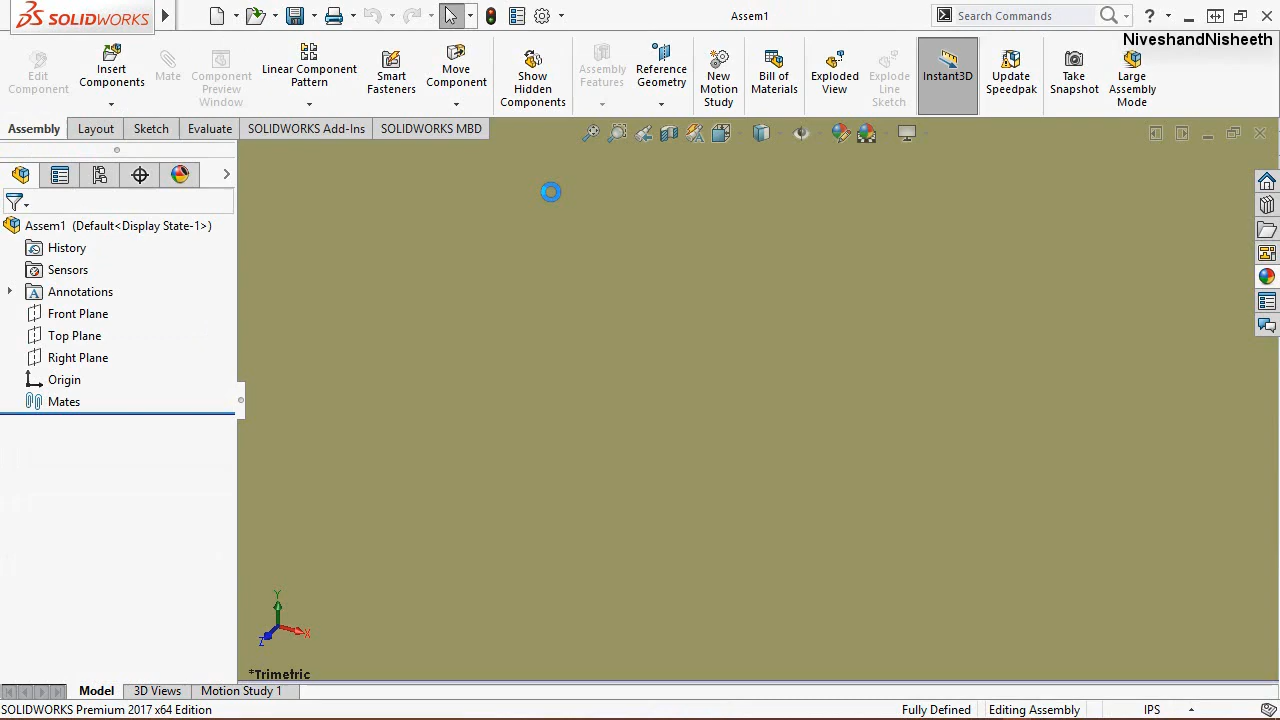 SOLIDWORKS
Assem1
Search Commands
NiveshandNisheeth
Edit
Component
Insert
Components
Mate
Component
Preview
Window
Linear Component
Pattern
Smart
Fasteners
Move
Component
Show
Hidden
Components
Assembly
Features
Reference
Geometry
New
Motion
Study
Bill of
Materials
Exploded
View
Explode
Line
Sketch
Instant3D
Update
Speedpak
Take
Snapshot
Large
Assembly
Mode
Assembly
Layout
Sketch
Evaluate
SOLIDWORKS Add-Ins
SOLIDWORKS MBD
Assem1 (Default<Display State-1>)
History
Sensors
Annotations
Front Plane
Top Plane
Right Plane
Origin
Mates
Y
X
Z
*Trimetric
Model
3D Views
Motion Study 1
SOLIDWORKS Premium 2017 x64 Edition
Fully Defined
Editing Assembly
IPS